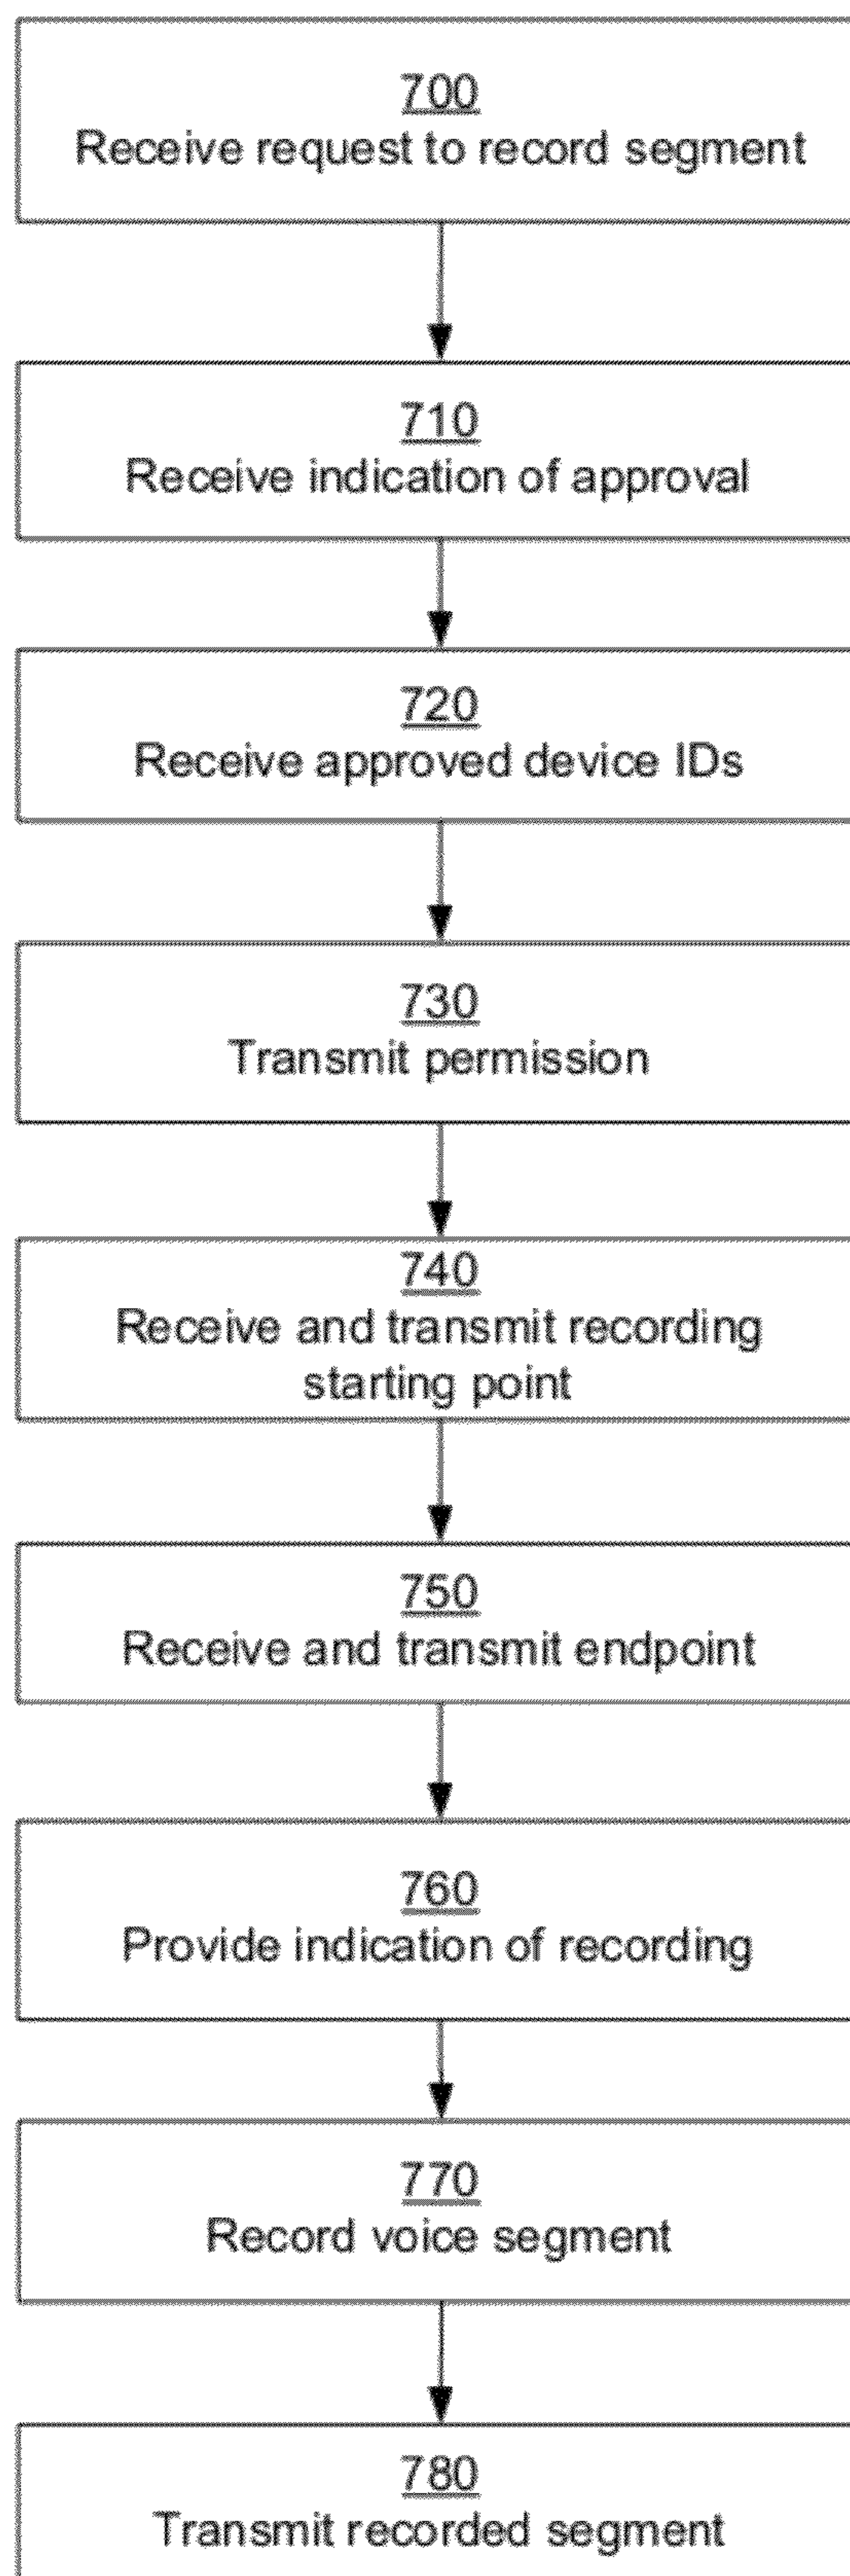 700
Receive request to record segment
710
Receive indication of approval
720
Receive approved device IDs
730
Transmit permission
740
Receive and transmit recording
starting point
750
Receive and transmit endpoint
760
Provide indication of recording
770
Record voice segment
780
Transmit recorded segment